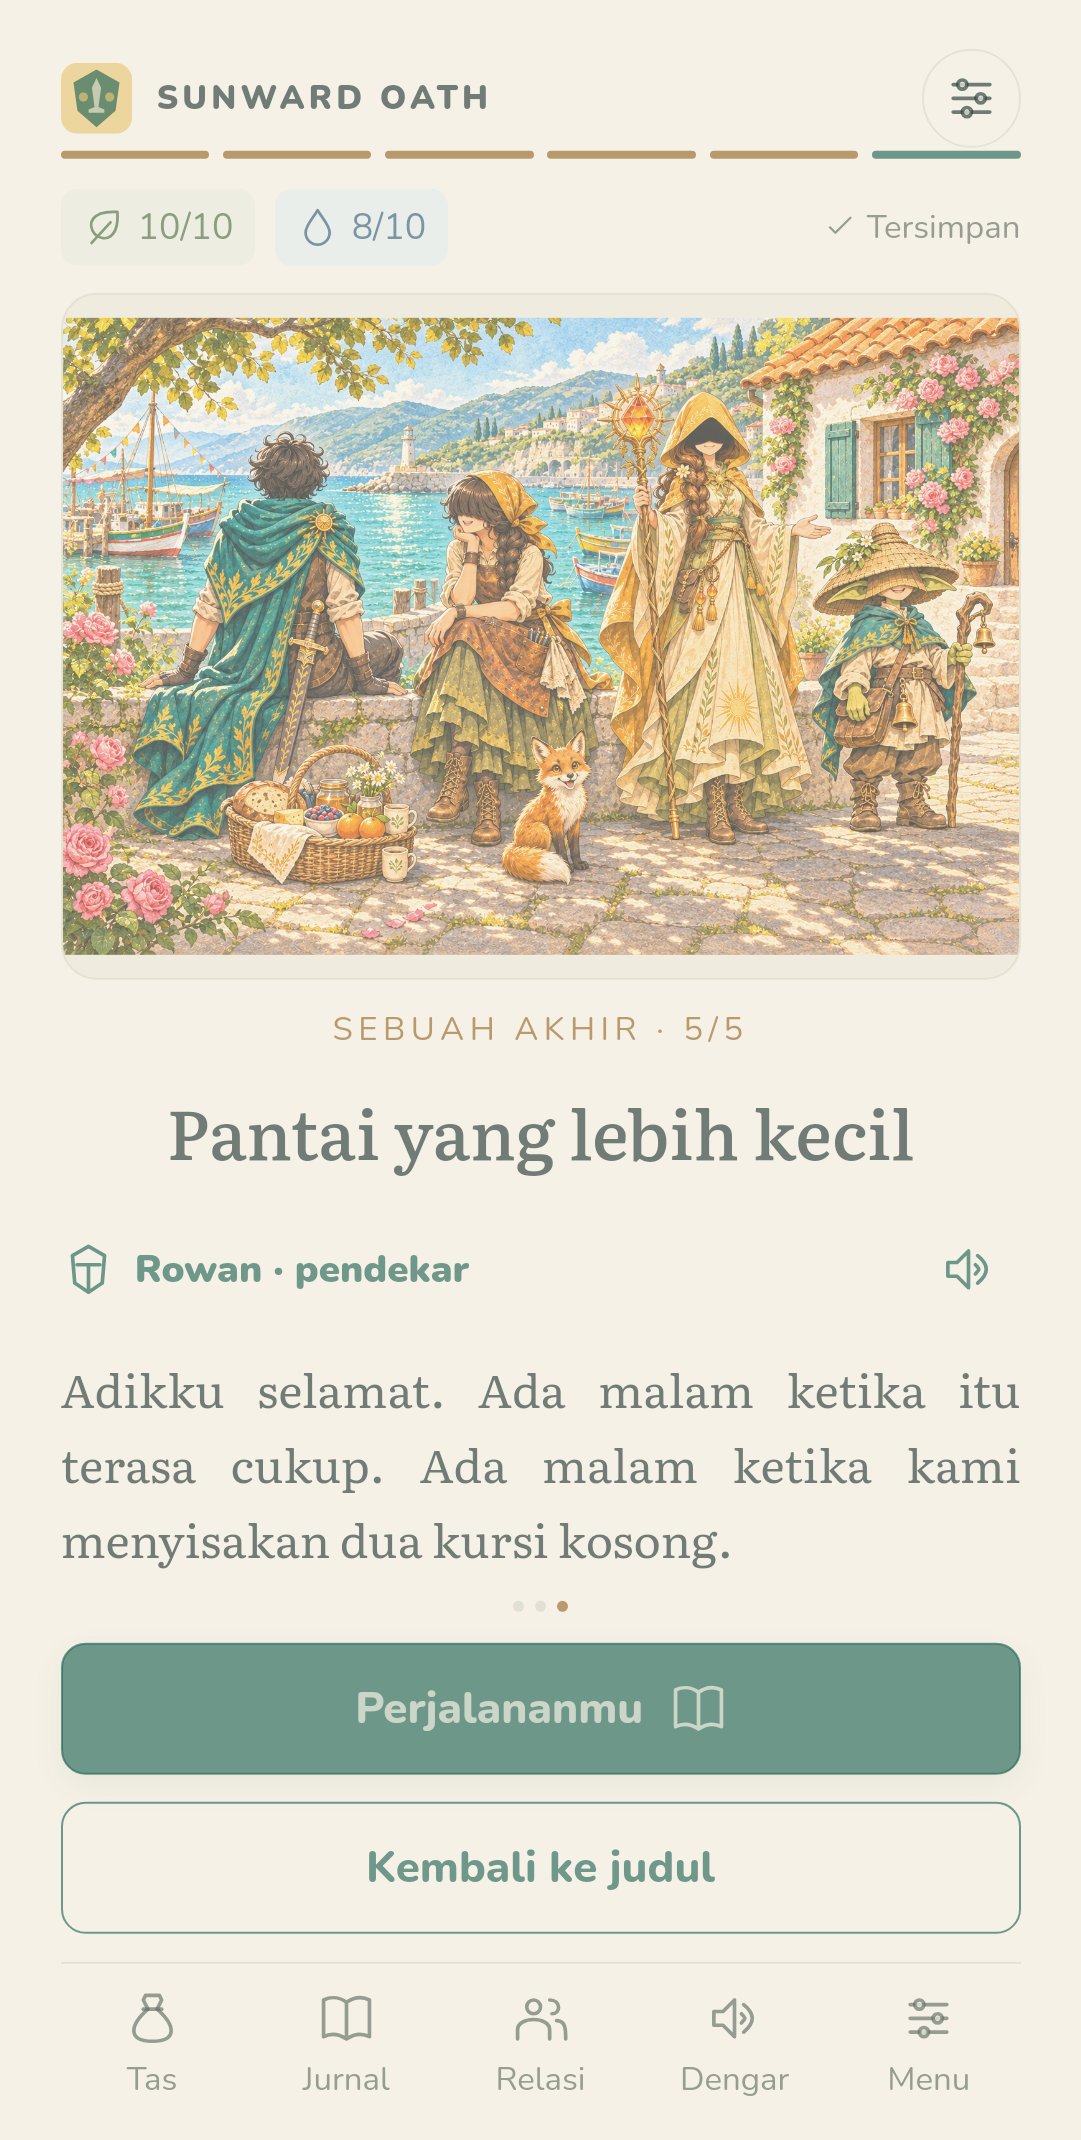 SUNWARD OATH
10/10
8/10
Tersimpan
SEBUAH AKHIR · 5/5
Pantai yang lebih kecil
Rowan · pendekar
Adikku selamat. Ada malam ketika itu
terasa cukup. Ada malam ketika kami
menyisakan dua kursi kosong.
Perjalananmu
Kembali ke judul
Tas
Jurnal
Relasi
Dengar
Menu